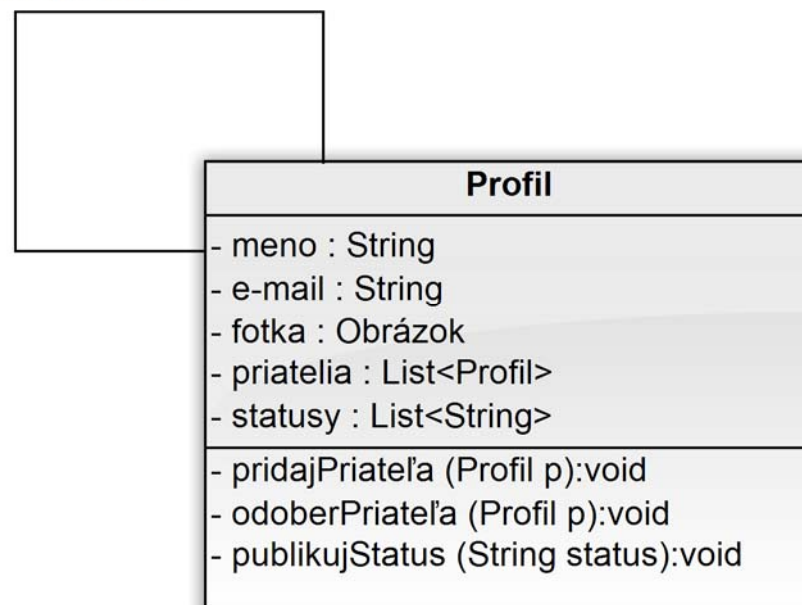 Profil
- meno : String
- e-mail : String
- fotka : Obrázok
- priatelia : List<Profil>
- statusy : List<String>
- pridajPriateľa (Profil p):void
- odoberPriateľa (Profil p):void
- publikujStatus (String status):void